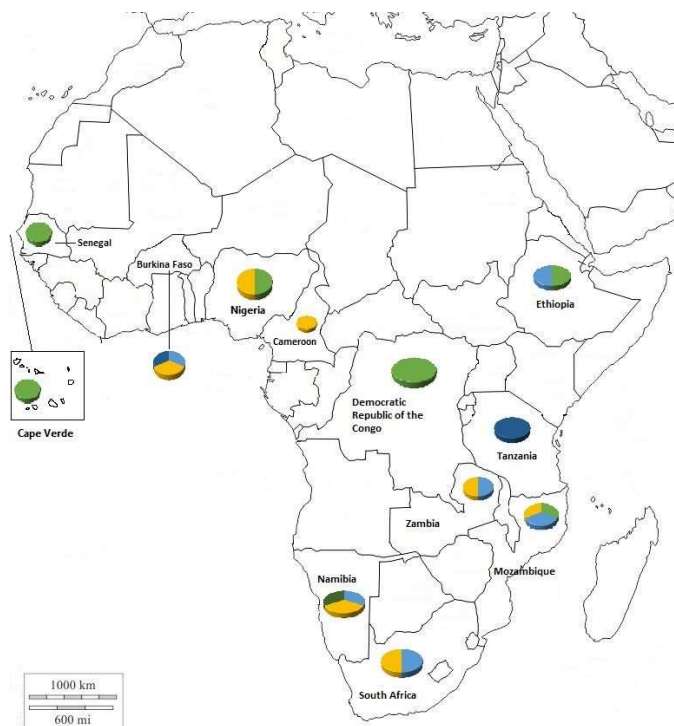 Senegal
Burkina Faso
Nigeria
Ethiopia
Cameroon
Democratic
Republic of the
Congo
Cape Verde
Tanzania
Zambia
Mozambique
Namibia
South Africa
1000 km
600 mi